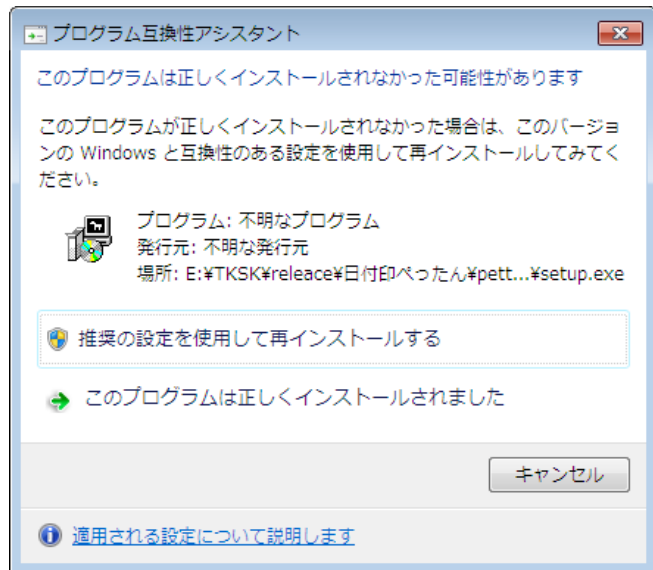 プログラム互換性アシスタント
このプログラムは正しくインストールされなかった可能性があります
このプログラムが正しくインストールされなかった場合は、このバージョ
ンの Windows と互換性のある設定を使用して再インストールしてみてく
ださい。
プログラム: 不明なプログラム
発行元: 不明な発行元
場所: E:¥TKSK¥releace¥日付印ぺったん¥pett...¥setup.exe
推奨の設定を使用して再インストールする
このプログラムは正しくインストールされました
キャンセル
適用される設定について説明します